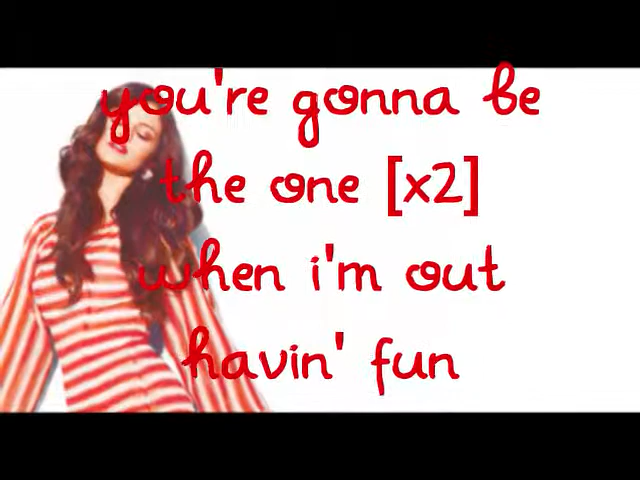 you're gonna be
the one [x2]
when i'm out
havin' fun